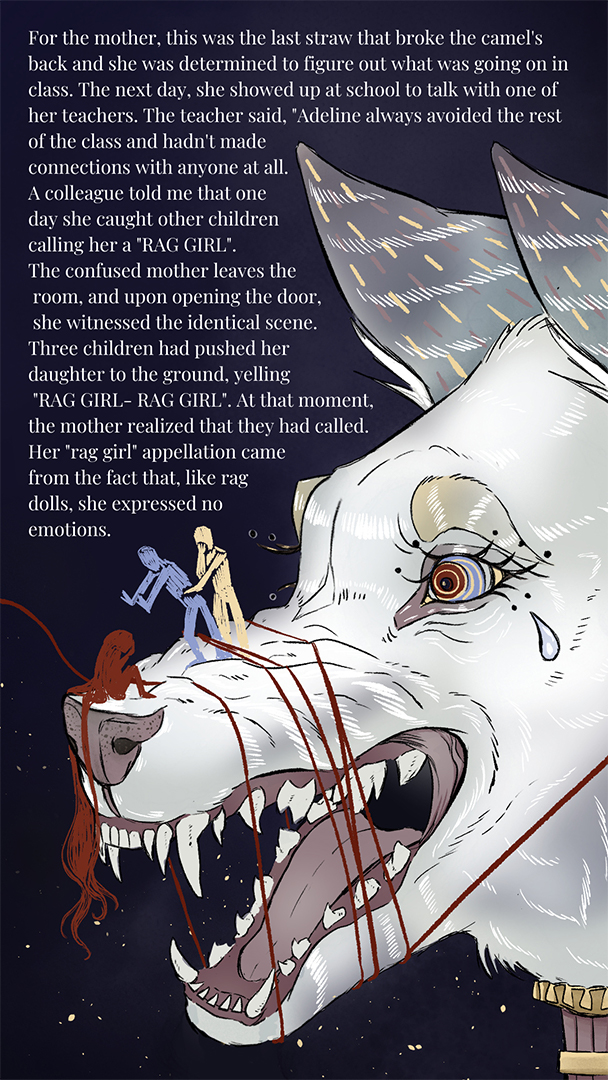 For the mother, this was the last straw that broke the camel's
back and she was determined to figure out what was going on in
class. The next day, she showed up at school to talk with one of
her teachers. The teacher said, "Adeline always avoided the rest
of the class and hadn't made
connections with anyone at all.
A colleague told me that one
day she caught other children
calling her a "RAG GIRL".
The confused mother leaves the
room, and upon opening the door,
she witnessed the identical scene.
Three children had pushed her
daughter to the ground, yelling
"RAG GIRL- RAG GIRL". At that moment,
the mother realized that they had called.
Her "rag girl" appellation came
from the fact that, like rag
dolls, she expressed no
emotions.